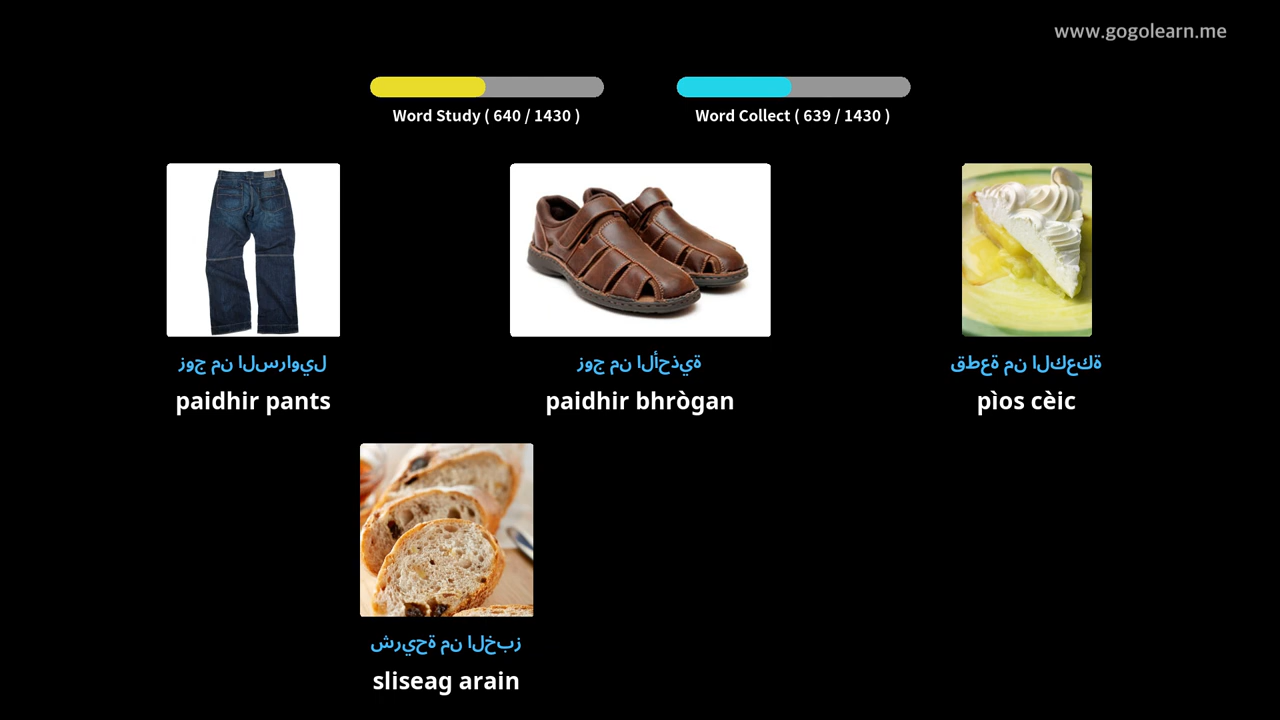 www.gogolearn.me
Word Study ( 640 / 1430 )
Word Collect ( 639 / 1430 )
زوج من السراويل
paidhir pants
زوج من الأحذية
paidhir bhrògan
قطعة من الكعكة
pìos cèic
شريحة من الخبز
sliseag arain